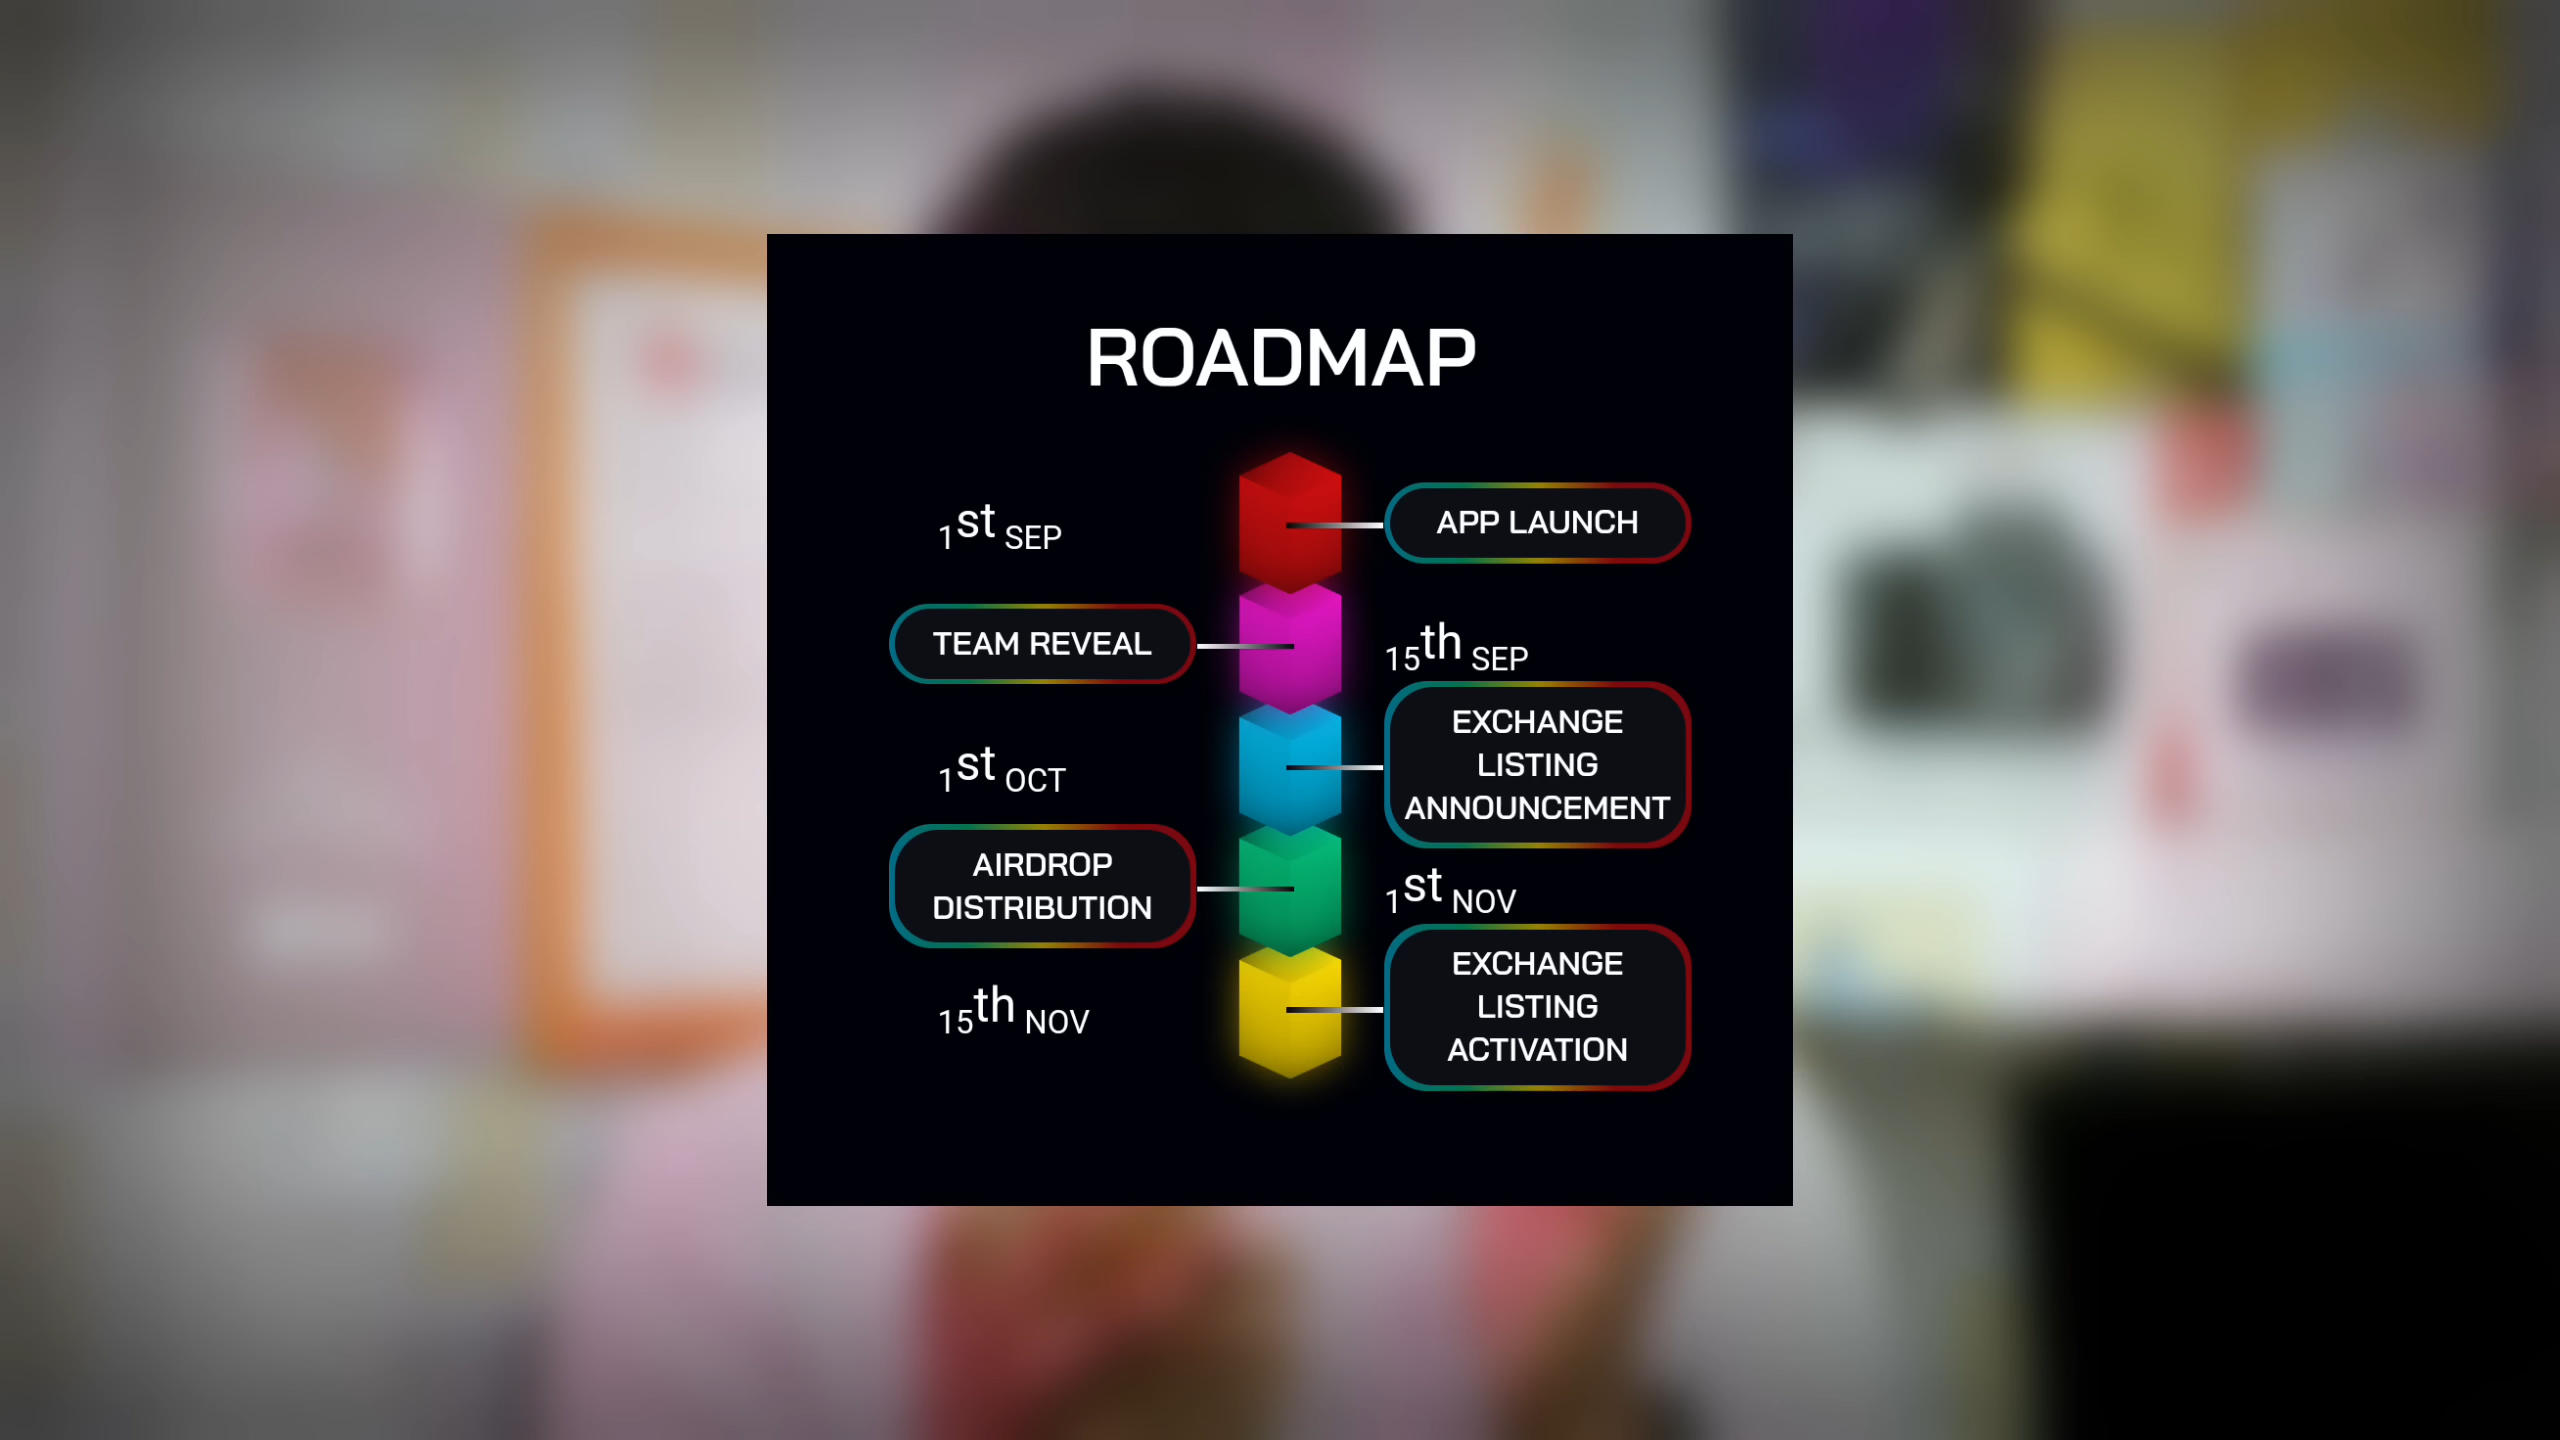 ROADMAP
1st SEP
APP LAUNCH
TEAM REVEAL
15th SEP
1st OCT
EXCHANGE
LISTING
ANNOUNCEMENT
AIRDROP
DISTRIBUTION
1st NOV
15th NOV
EXCHANGE
LISTING
ACTIVATION